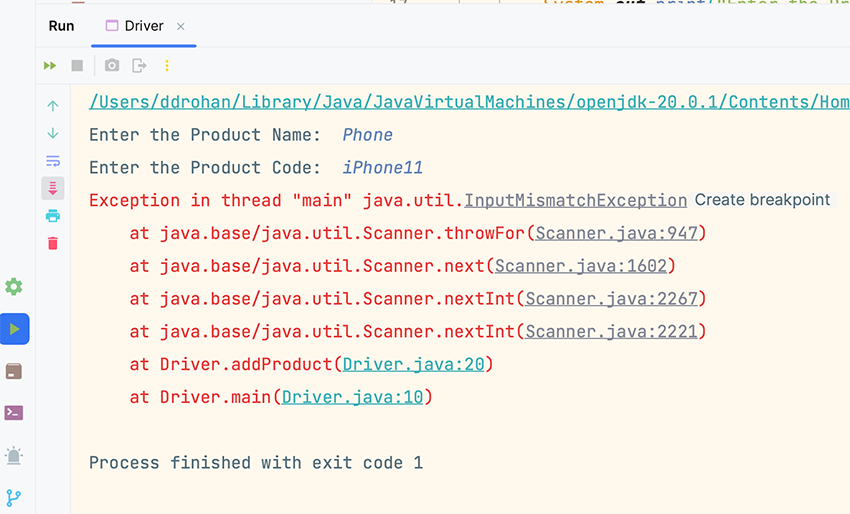 Run Driver
/Users/ddrohan/Library/Java/JavaVirtualMachines/openjdk-20.0.1/Contents/Hom
Enter the Product Name:  Phone
Enter the Product Code:  iPhone11
Exception in thread "main" java.util.InputMismatchException Create breakpoint
    at java.base/java.util.Scanner.throwFor(Scanner.java:947)
    at java.base/java.util.Scanner.next(Scanner.java:1602)
    at java.base/java.util.Scanner.nextInt(Scanner.java:2267)
    at java.base/java.util.Scanner.nextInt(Scanner.java:2221)
    at Driver.addProduct(Driver.java:20)
    at Driver.main(Driver.java:10)
Process finished with exit code 1